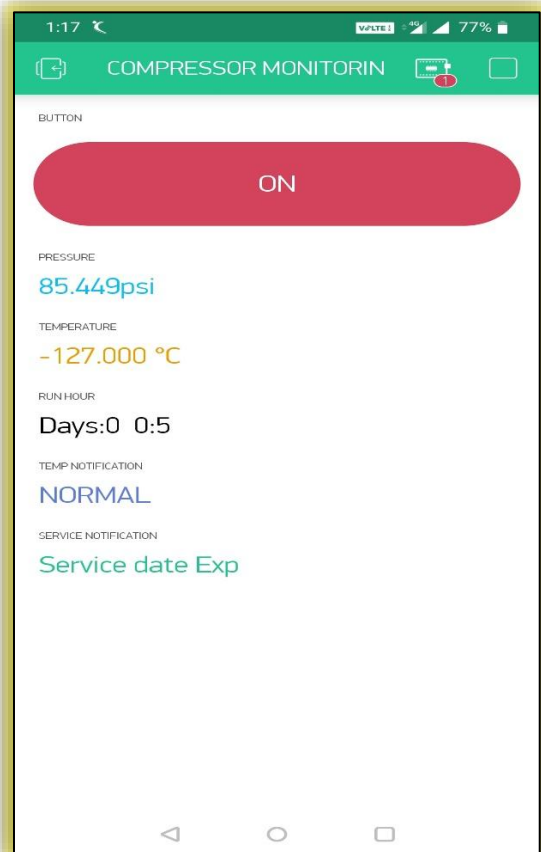 1:17 VoLTE 4G 77%
COMPRESSOR MONITORIN 1
BUTTON
ON
PRESSURE
85.449psi
TEMPERATURE
-127.000 °C
RUN HOUR
Days:0 0:5
TEMP NOTIFICATION
NORMAL
SERVICE NOTIFICATION
Service date Exp